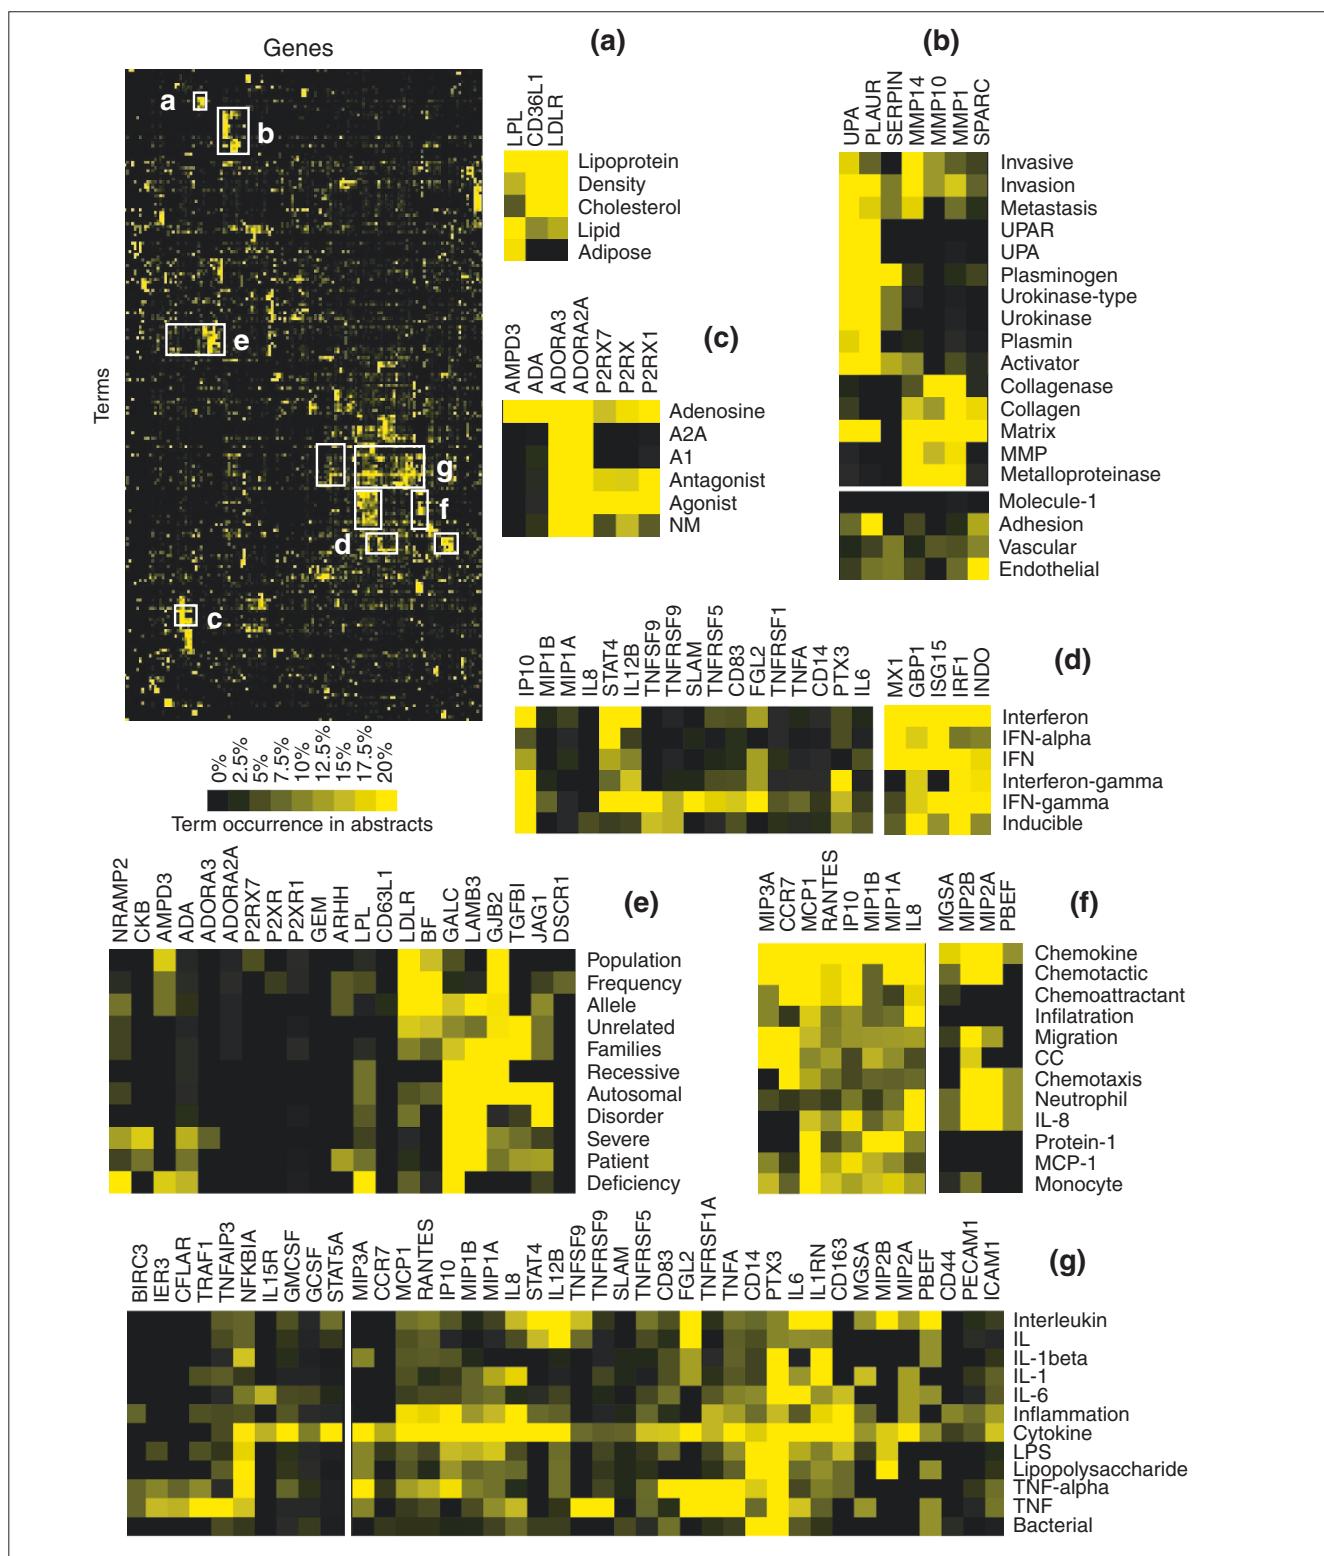 Genes
Terms
a
b
e
g
f
d
c
0%
2.5%
5%
7.5%
10%
12.5%
15%
17.5%
20%
Term occurrence in abstracts
(a)
LPL
CD36L1
LDLR
Lipoprotein
Density
Cholesterol
Lipid
Adipose
(b)
UPA
PLAUR
SERPIN
MMP14
MMP10
MMP1
SPARC
Invasive
Invasion
Metastasis
UPAR
UPA
Plasminogen
Urokinase-type
Urokinase
Plasmin
Activator
Collagenase
Collagen
Matrix
MMP
Metalloproteinase
Molecule-1
Adhesion
Vascular
Endothelial
(c)
AMPD3
ADA
ADORA3
ADORA2A
P2RX7
P2RX
P2RX1
Adenosine
A2A
A1
Antagonist
Agonist
NM
(d)
IP10
MIP1B
MIP1A
IL8
STAT4
IL12B
TNFSF9
TNFRSF9
SLAM
TNFRSF5
CD83
FGL2
TNFRSF1
TNFA
CD14
PTX3
IL6
MX1
GBP1
ISG15
IRF1
INDO
Interferon
IFN-alpha
IFN
Interferon-gamma
IFN-gamma
Inducible
(e)
NRAMP2
CKB
AMPD3
ADA
ADORA3
ADORA2A
P2RX7
P2XR
P2XR1
GEM
ARHH
LPL
CD63L1
LDLR
BF
GALC
LAMB3
GJB2
TGFBI
JAG1
DSCR1
Population
Frequency
Allele
Unrelated
Families
Recessive
Autosomal
Disorder
Severe
Patient
Deficiency
(f)
MIP3A
CCR7
MCP1
RANTES
IP10
MIP1B
MIP1A
IL8
MGSA
MIP2B
MIP2A
PBEF
Chemokine
Chemotactic
Chemoattractant
Infilatration
Migration
CC
Chemotaxis
Neutrophil
IL-8
Protein-1
MCP-1
Monocyte
(g)
BIRC3
IER3
CFLAR
TRAF1
TNFAIP3
NFKBIA
IL15R
GMCSF
GCSF
STAT5A
MIP3A
CCR7
MCP1
RANTES
IP10
MIP1B
MIP1A
IL8
STAT4
IL12B
TNFSF9
TNFRSF9
SLAM
TNFRSF5
CD83
FGL2
TNFRSF1A
TNFA
CD14
PTX3
IL6
IL1RN
CD163
MGSA
MIP2B
MIP2A
PBEF
CD44
PECAM1
ICAM1
Interleukin
IL
IL-1beta
IL-1
IL-6
Inflammation
Cytokine
LPS
Lipopolysaccharide
TNF-alpha
TNF
Bacterial